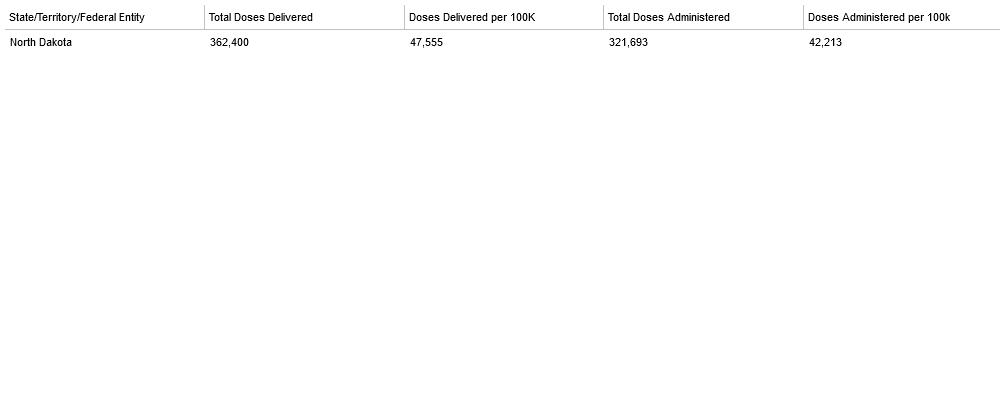 State/Territory/Federal Entity Total Doses Delivered Doses Delivered per 100K Total Doses Administered Doses Administered per 100k
North Dakota 362,400 47,555 321,693 42,213